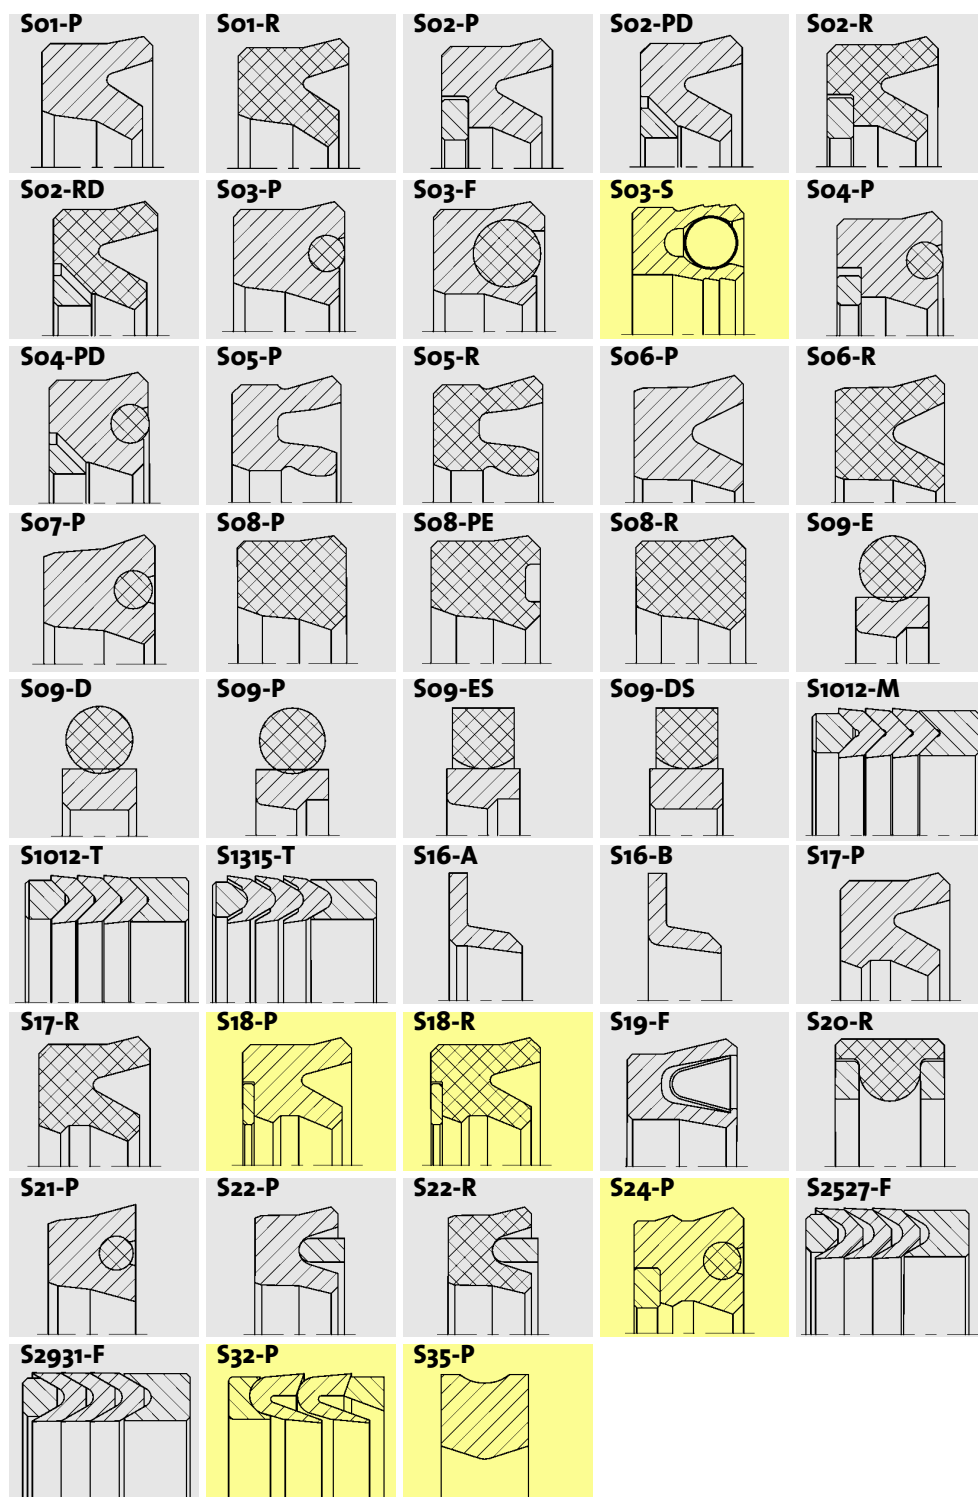 S01-P
S01-R
S02-P
S02-PD
S02-R
S02-RD
S03-P
S03-F
S03-S
S04-P
S04-PD
S05-P
S05-R
S06-P
S06-R
S07-P
S08-P
S08-PE
S08-R
S09-E
S09-D
S09-P
S09-ES
S09-DS
S1012-M
S1012-T
S1315-T
S16-A
S16-B
S17-P
S17-R
S18-P
S18-R
S19-F
S20-R
S21-P
S22-P
S22-R
S24-P
S2527-F
S2931-F
S32-P
S35-P